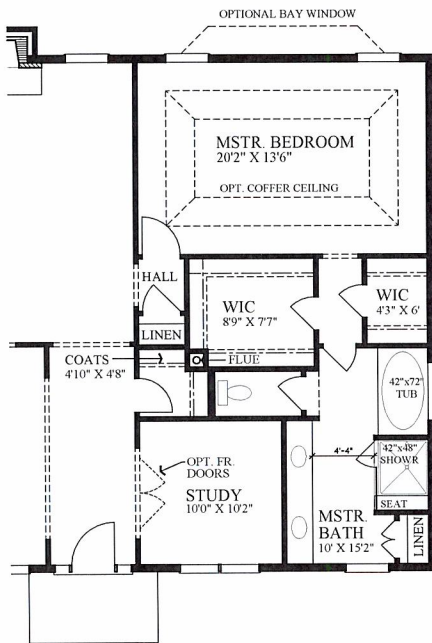 OPTIONAL BAY WINDOW
MSTR. BEDROOM
20'2" X 13'6"
OPT. COFFER CEILING
HALL
WIC
8'9" X 7'7"
WIC
4'3" X 6'
LINEN
COATS
4'10" X 4'8"
FLUE
42"x72"
TUB
OPT. FR.
DOORS
STUDY
10'0" X 10'2"
4'-4"
42"x48"
SHOWR
SEAT
MSTR.
BATH
10' X 15'2"
LINEN